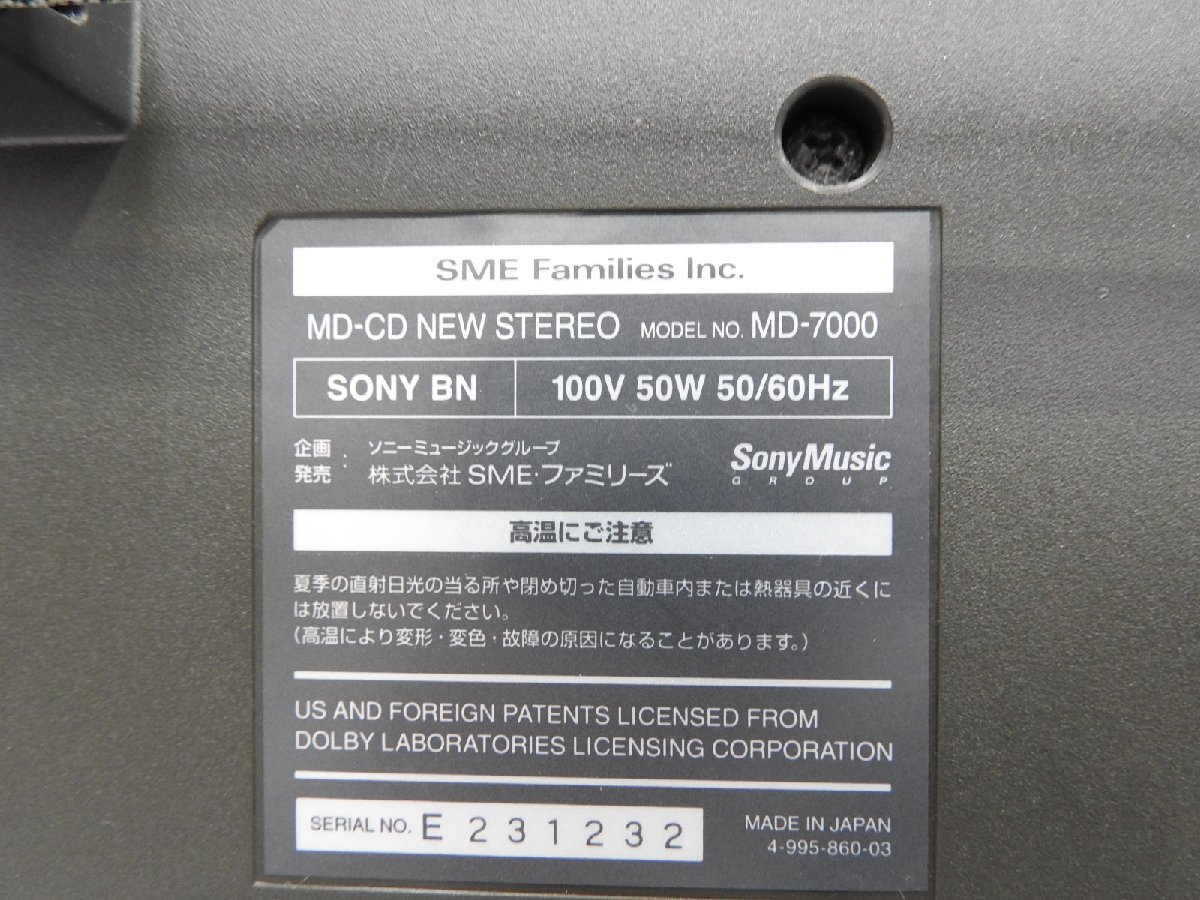 SME Families Inc.
MD-CD NEW STEREO MODEL NO. MD-7000
SONY BN 100V 50W 50/60Hz
企画 : ソニーミュージックグループ
発売 : 株式会社 SME・ファミリーズ
SonyMusic
GROUP
高温にご注意
夏季の直射日光の当る所や閉め切った自動車内または熱器具の近くに
は放置しないでください。
(高温により変形・変色・故障の原因になることがあります。)
US AND FOREIGN PATENTS LICENSED FROM
DOLBY LABORATORIES LICENSING CORPORATION
SERIAL NO. E 231232
MADE IN JAPAN
4-995-860-03